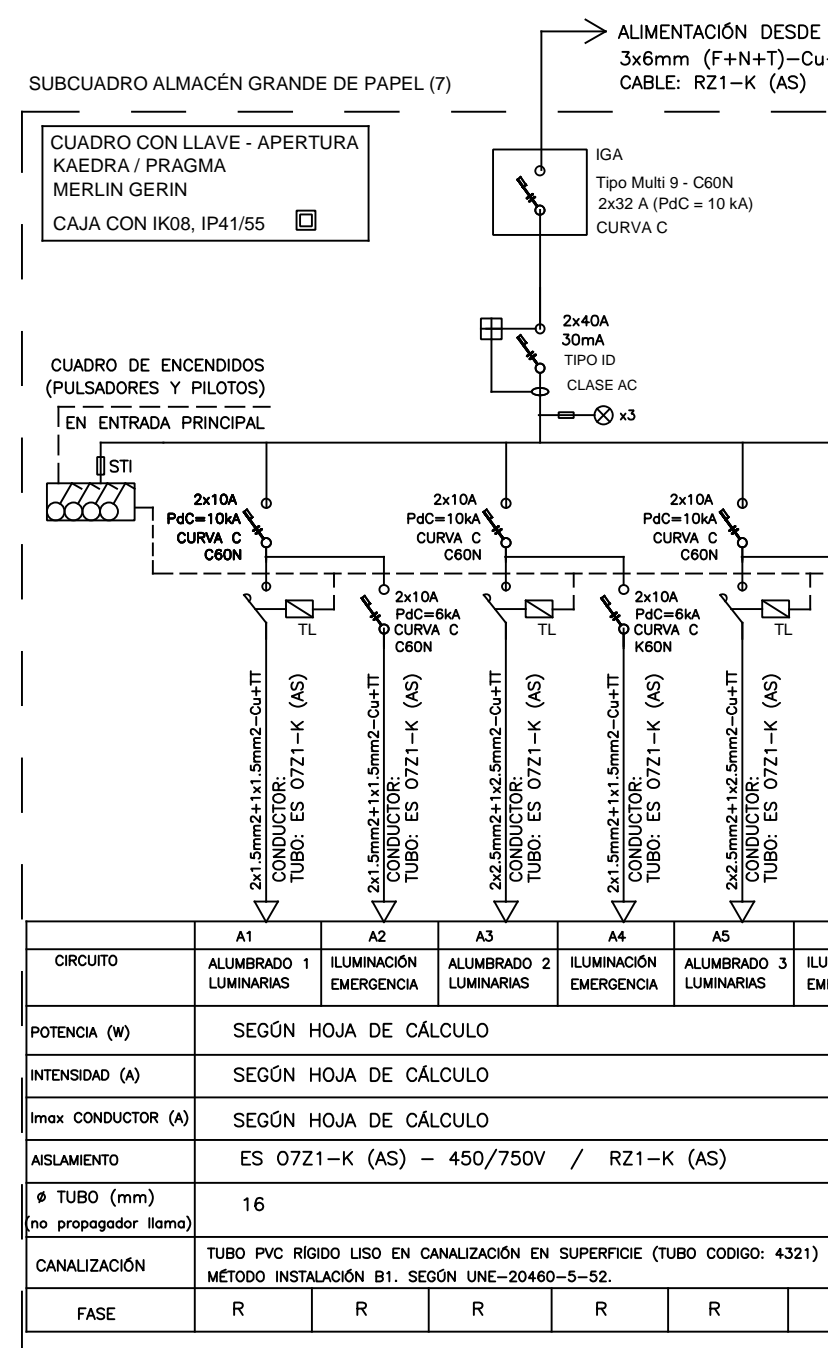 ALIMENTACIÓN DESDE
3x6mm (F+N+T)-Cu
CABLE: RZ1-K (AS)
SUBCUADRO ALMACÉN GRANDE DE PAPEL (7)
CUADRO CON LLAVE - APERTURA
KAEDRA / PRAGMA
MERLIN GERIN
CAJA CON IK08, IP41/55
IGA
Tipo Multi 9 - C60N
2x32 A (PdC = 10 kA)
CURVA C
2x40A
30mA
TIPO ID
CLASE AC
x3
CUADRO DE ENCENDIDOS
(PULSADORES Y PILOTOS)
EN ENTRADA PRINCIPAL
STI
2x10A
PdC=10kA
CURVA C
C60N
2x10A
PdC=10kA
CURVA C
C60N
2x10A
PdC=10kA
CURVA C
C60N
TL
2x10A
PdC=6kA
CURVA C
C60N
TL
2x10A
PdC=6kA
CURVA C
K60N
TL
2x1.5mm2+1x1.5mm2-Cu+TT
CONDUCTOR:
TUBO: ES 07Z1-K (AS)
2x1.5mm2+1x1.5mm2-Cu+TT
CONDUCTOR:
TUBO: ES 07Z1-K (AS)
2x2.5mm2+1x2.5mm2-Cu+TT
CONDUCTOR:
TUBO: ES 07Z1-K (AS)
2x1.5mm2+1x1.5mm2-Cu+TT
CONDUCTOR:
TUBO: ES 07Z1-K (AS)
2x2.5mm2+1x2.5mm2-Cu+TT
CONDUCTOR:
TUBO: ES 07Z1-K (AS)
A1 A2 A3 A4 A5
CIRCUITO
ALUMBRADO 1
LUMINARIAS
ILUMINACIÓN
EMERGENCIA
ALUMBRADO 2
LUMINARIAS
ILUMINACIÓN
EMERGENCIA
ALUMBRADO 3
LUMINARIAS
POTENCIA (W) SEGÚN HOJA DE CÁLCULO
INTENSIDAD (A) SEGÚN HOJA DE CÁLCULO
Imax CONDUCTOR (A) SEGÚN HOJA DE CÁLCULO
AISLAMIENTO ES 07Z1-K (AS) - 450/750V / RZ1-K (AS)
ø TUBO (mm)
(no propagador llama)
16
CANALIZACIÓN
TUBO PVC RÍGIDO LISO EN CANALIZACIÓN EN SUPERFICIE (TUBO CODIGO: 4321)
MÉTODO INSTALACIÓN B1. SEGÚN UNE-20460-5-52.
FASE R R R R R